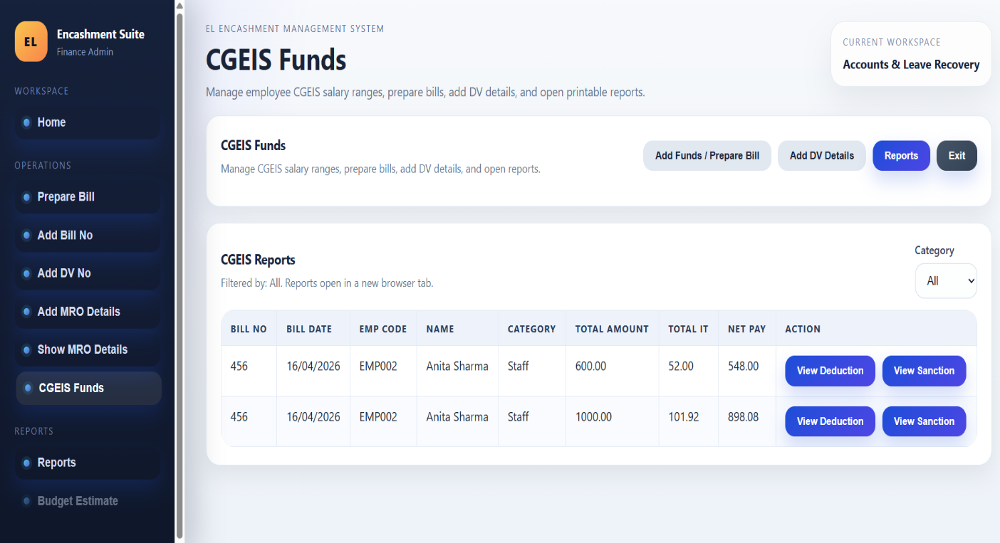 EL
Encashment Suite
Finance Admin
WORKSPACE
Home
OPERATIONS
Prepare Bill
Add Bill No
Add DV No
Add MRO Details
Show MRO Details
CGEIS Funds
REPORTS
Reports
Budget Estimate
EL ENCASHMENT MANAGEMENT SYSTEM
CGEIS Funds
Manage employee CGEIS salary ranges, prepare bills, add DV details, and open printable reports.
CURRENT WORKSPACE
Accounts & Leave Recovery
CGEIS Funds
Manage CGEIS salary ranges, prepare bills, add DV details, and open reports.
Add Funds / Prepare Bill Add DV Details Reports Exit
CGEIS Reports
Filtered by: All. Reports open in a new browser tab.
Category
All
BILL NO BILL DATE EMP CODE NAME CATEGORY TOTAL AMOUNT TOTAL IT NET PAY ACTION
456 16/04/2026 EMP002 Anita Sharma Staff 600.00 52.00 548.00 View Deduction View Sanction
456 16/04/2026 EMP002 Anita Sharma Staff 1000.00 101.92 898.08 View Deduction View Sanction